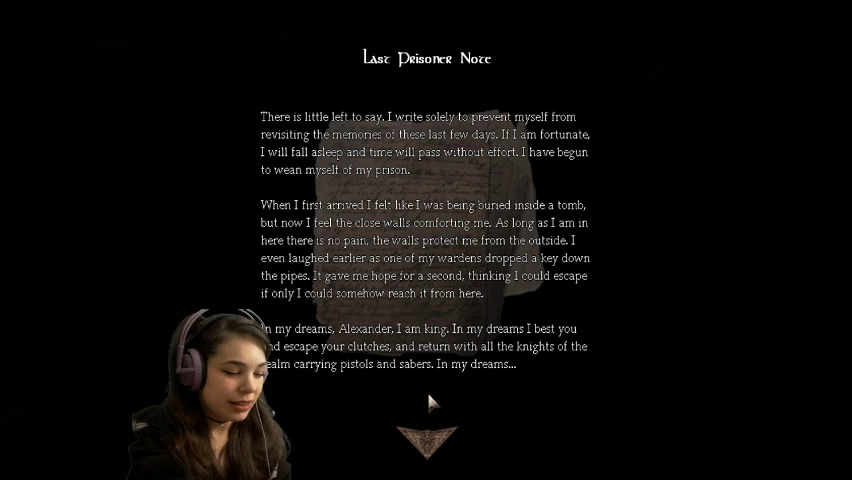 Last Prisoner Note
There is little left to say. I write solely to prevent myself from
revisiting the memories of these last few days. If I am fortunate,
I will fall asleep and time will pass without effort. I have begun
to wean myself of my prison.
When I first arrived I felt like I was being buried inside a tomb,
but now I feel the close walls comforting me. As long as I am in
here there is no pain, the walls protect me from the outside. I
even laughed earlier as one of my wardens dropped a key down
the pipes. It gave me hope for a second, thinking I could escape
if only I could somehow reach it from here.
In my dreams, Alexander, I am king. In my dreams I best you
and escape your clutches, and return with all the knights of the
realm carrying pistols and sabers. In my dreams...